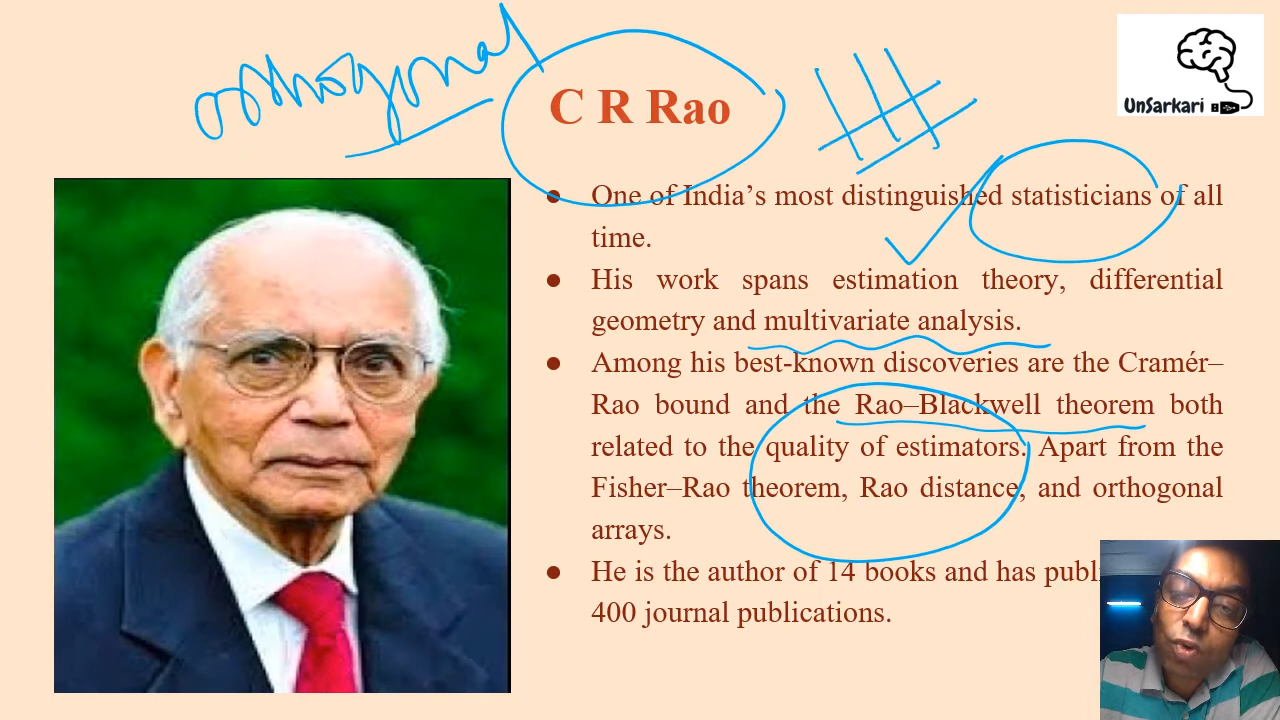 orthogonal
C R Rao
UnSarkari
● One of India’s most distinguished statisticians of all
time.
● His work spans estimation theory, differential
geometry and multivariate analysis.
● Among his best-known discoveries are the Cramér–
Rao bound and the Rao–Blackwell theorem both
related to the quality of estimators. Apart from the
Fisher–Rao theorem, Rao distance, and orthogonal
arrays.
● He is the author of 14 books and has publi
400 journal publications.